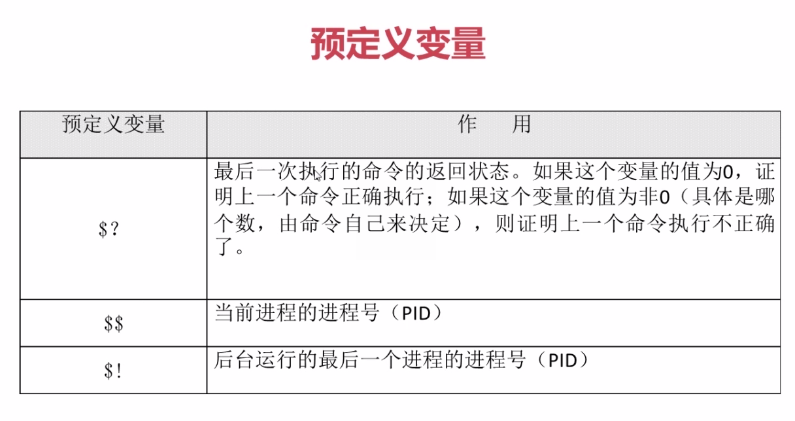 预定义变量
预定义变量 作 用
最后一次执行的命令的返回状态。如果这个变量的值为0，证
明上一个命令正确执行；如果这个变量的值为非0（具体是哪
$? 个数，由命令自己来决定），则证明上一个命令执行不正确
了。
$$ 当前进程的进程号（PID）
$! 后台运行的最后一个进程的进程号（PID）